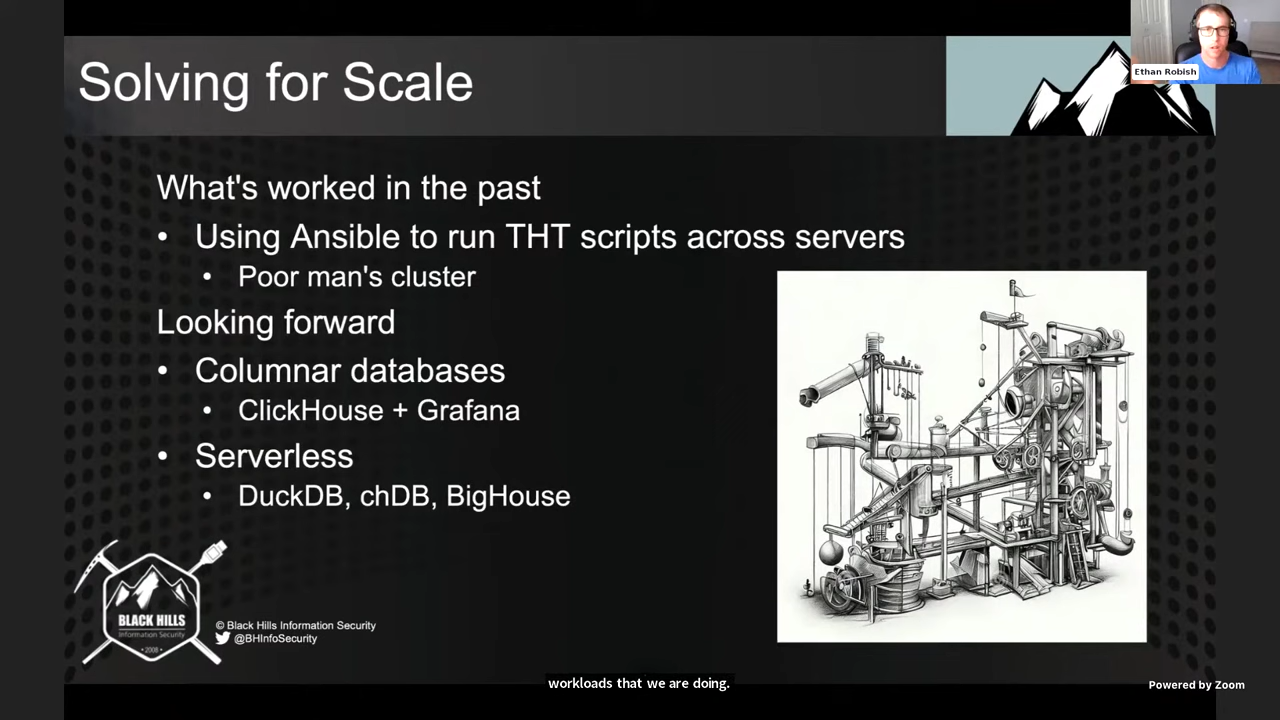 Solving for Scale
Ethan Robish
What's worked in the past
• Using Ansible to run THT scripts across servers
• Poor man's cluster
Looking forward
• Columnar databases
• ClickHouse + Grafana
• Serverless
• DuckDB, chDB, BigHouse
BLACK HILLS
Information Security
• 2008 •
© Black Hills Information Security
@BHInfoSecurity
workloads that we are doing.
Powered by Zoom